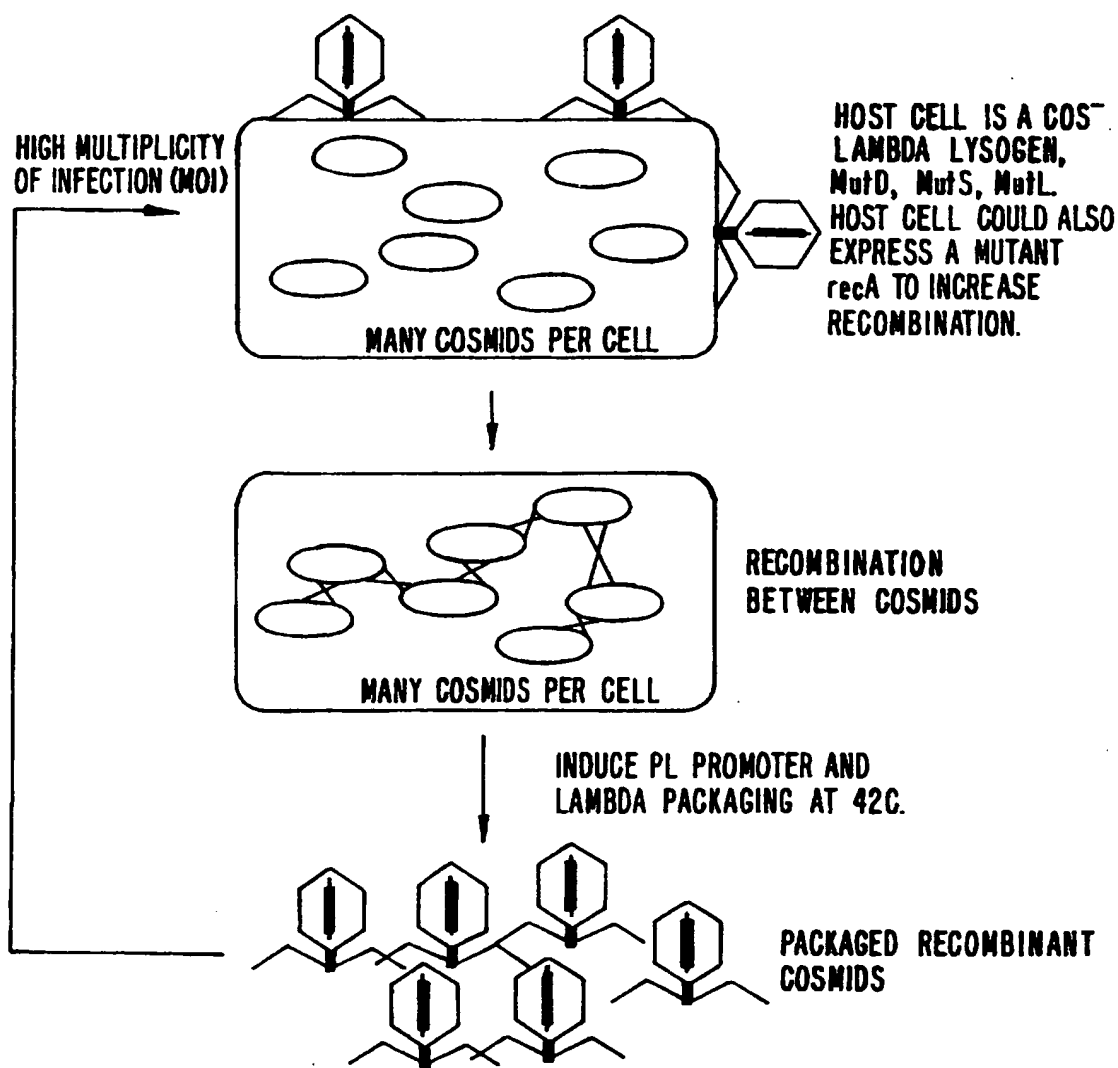 HIGH MULTIPLICITY
OF INFECTION (MOI)
HOST CELL IS A COS⁻
LAMBDA LYSOGEN,
MutD, MutS, MutL.
HOST CELL COULD ALSO
EXPRESS A MUTANT
recA TO INCREASE
RECOMBINATION.
MANY COSMIDS PER CELL
RECOMBINATION
BETWEEN COSMIDS
MANY COSMIDS PER CELL
INDUCE PL PROMOTER AND
LAMBDA PACKAGING AT 42C.
PACKAGED RECOMBINANT
COSMIDS